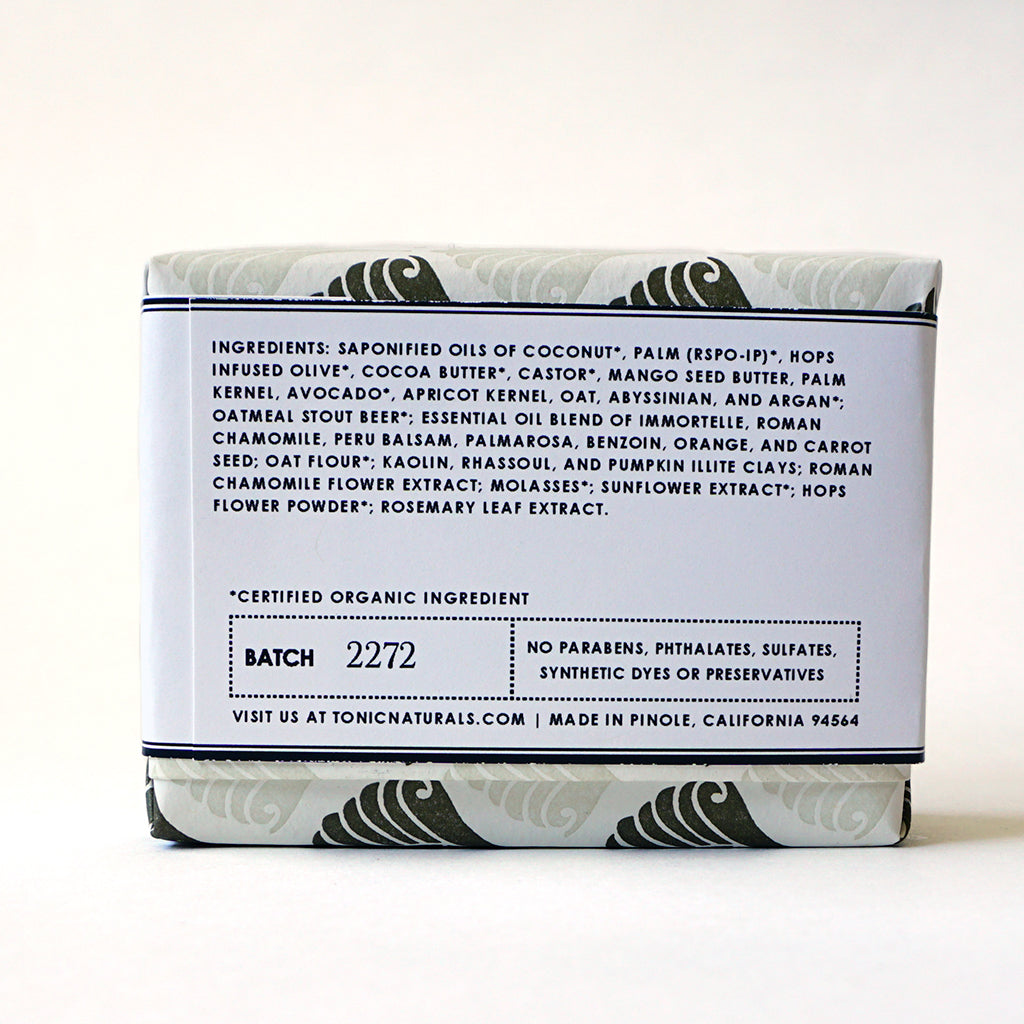 INGREDIENTS: SAPONIFIED OILS OF COCONUT*, PALM (RSPO-IP)*, HOPS
INFUSED OLIVE*, COCOA BUTTER*, CASTOR*, MANGO SEED BUTTER, PALM
KERNEL, AVOCADO*, APRICOT KERNEL, OAT, ABYSSINIAN, AND ARGAN*;
OATMEAL STOUT BEER*; ESSENTIAL OIL BLEND OF IMMORTELLE, ROMAN
CHAMOMILE, PERU BALSAM, PALMAROSA, BENZOIN, ORANGE, AND CARROT
SEED; OAT FLOUR*; KAOLIN, RHASSOUL, AND PUMPKIN ILLITE CLAYS; ROMAN
CHAMOMILE FLOWER EXTRACT; MOLASSES*; SUNFLOWER EXTRACT*; HOPS
FLOWER POWDER*; ROSEMARY LEAF EXTRACT.
*CERTIFIED ORGANIC INGREDIENT
BATCH 2272
NO PARABENS, PHTHALATES, SULFATES,
SYNTHETIC DYES OR PRESERVATIVES
VISIT US AT TONICNATURALS.COM | MADE IN PINOLE, CALIFORNIA 94564